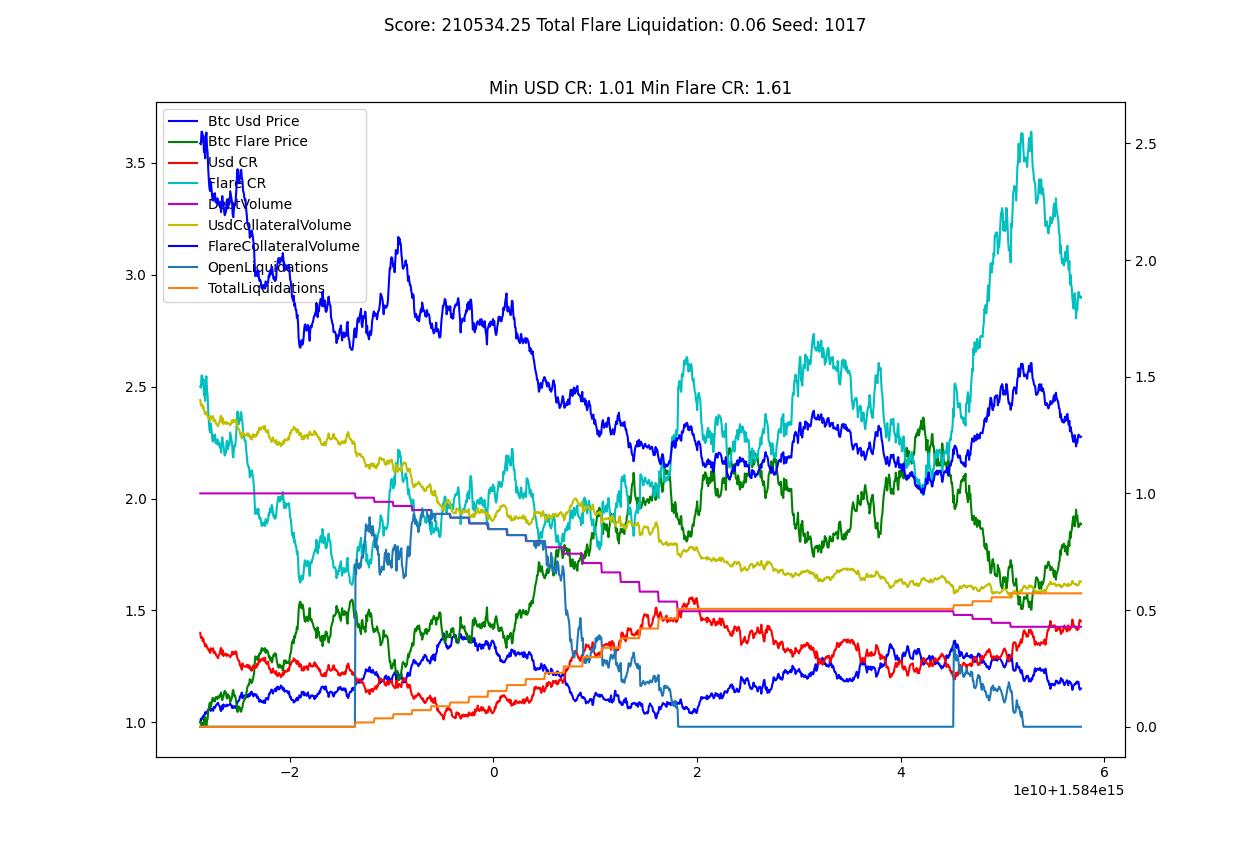 Score: 210534.25 Total Flare Liquidation: 0.06 Seed: 1017
Min USD CR: 1.01 Min Flare CR: 1.61
Btc Usd Price
Btc Flare Price
Usd CR
Flare CR
DebtVolume
UsdCollateralVolume
FlareCollateralVolume
OpenLiquidations
TotalLiquidations
3.5
3.0
2.5
2.0
1.5
1.0
2.5
2.0
1.5
1.0
0.5
0.0
−2 0 2 4 6
1e10+1.584e15